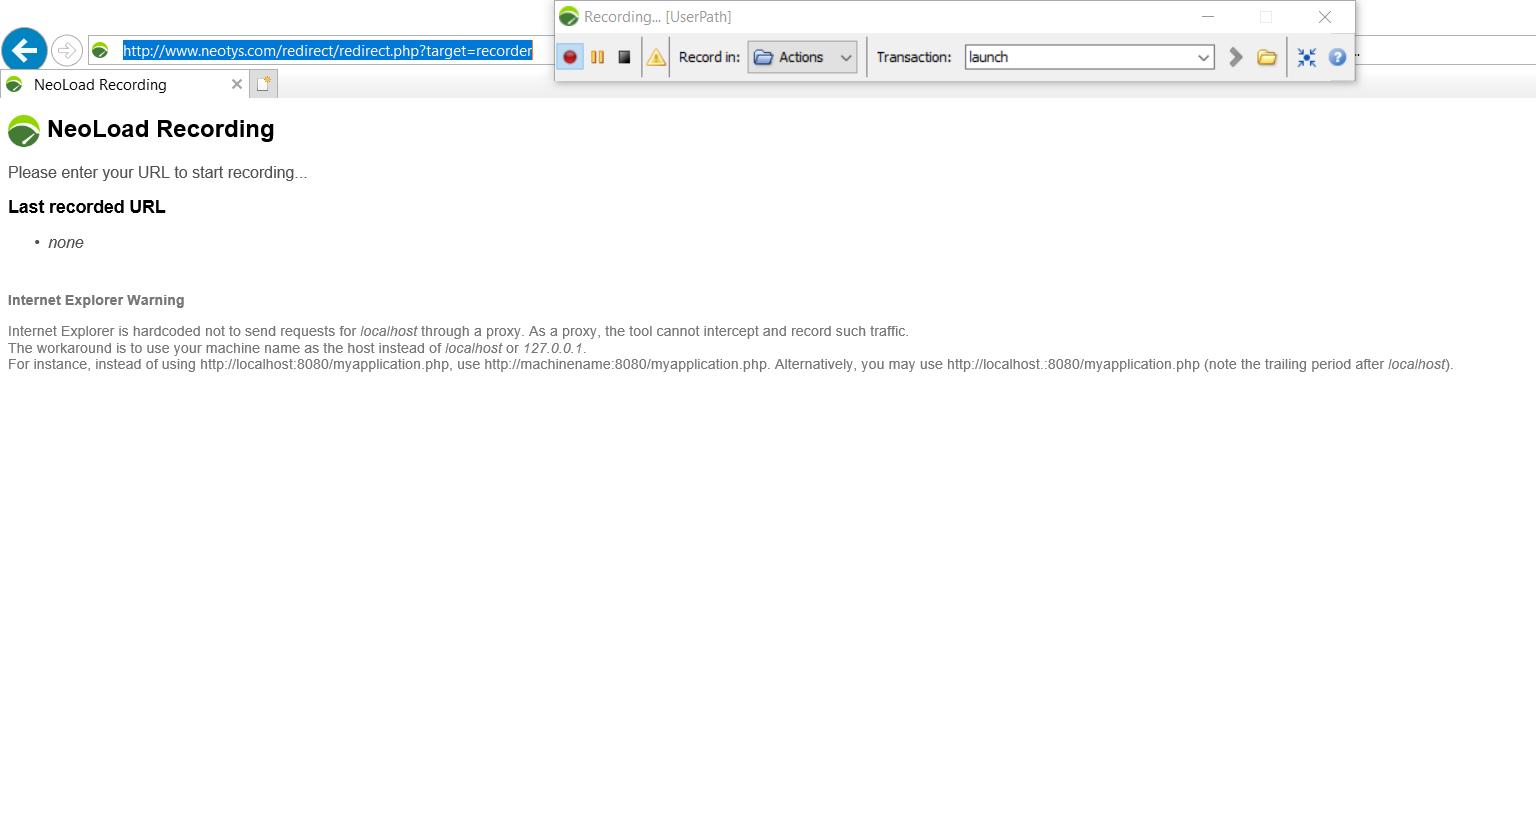 Recording... [UserPath]
http://www.neotys.com/redirect/redirect.php?target=recorder
Record in: Actions Transaction: launch
NeoLoad Recording
NeoLoad Recording
Please enter your URL to start recording...
Last recorded URL
• none
Internet Explorer Warning
Internet Explorer is hardcoded not to send requests for localhost through a proxy. As a proxy, the tool cannot intercept and record such traffic.
The workaround is to use your machine name as the host instead of localhost or 127.0.0.1.
For instance, instead of using http://localhost:8080/myapplication.php, use http://machinename:8080/myapplication.php. Alternatively, you may use http://localhost.:8080/myapplication.php (note the trailing period after localhost).